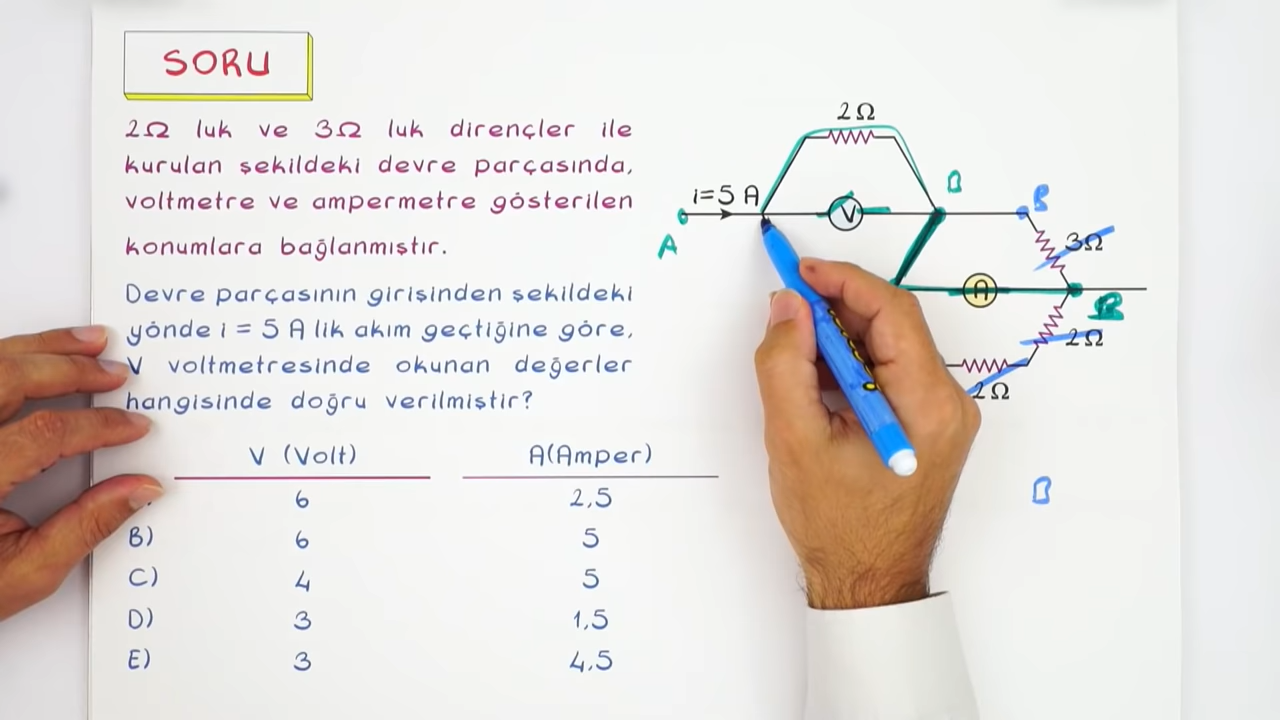 SORU
2Ω luk ve 3Ω luk dirençler ile
kurulan şekildeki devre parçasında,
voltmetre ve ampermetre gösterilen
konumlara bağlanmıştır.
Devre parçasının girişinden şekildeki
yönde i = 5 A lik akım geçtiğine göre,
V voltmetresinde okunan değerler
hangisinde doğru verilmiştir?
V (Volt) A(Amper)
6 2,5
B) 6 5
C) 4 5
D) 3 1,5
E) 3 4,5
2Ω
i=5 A
V
A
B
B
3Ω
A
B
2Ω
2Ω
B